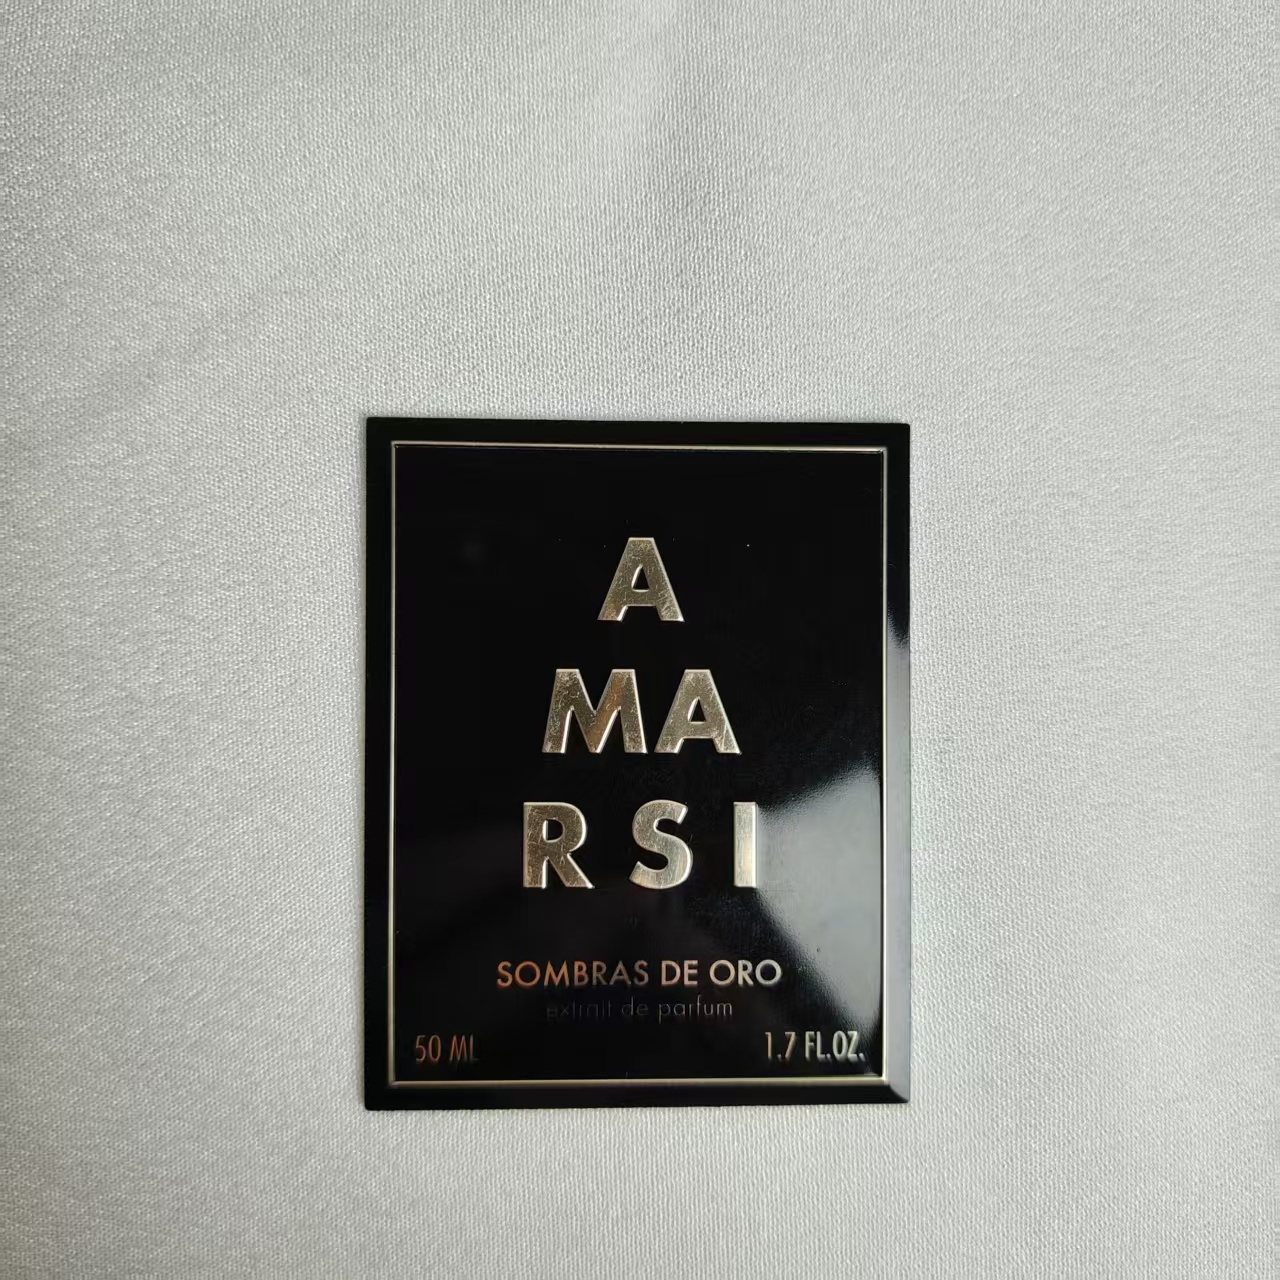 A
MA
RSI
SOMBRAS DE ORO
extrait de parfum
50 ML
1.7 FL.OZ.